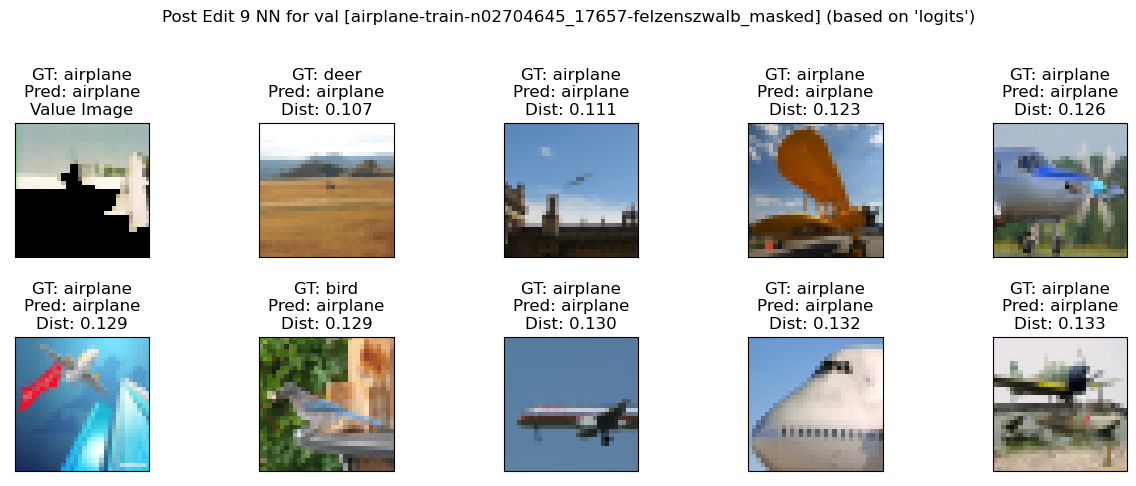 Post Edit 9 NN for val [airplane-train-n02704645_17657-felzenszwalb_masked] (based on 'logits')
GT: airplane
Pred: airplane
Value Image
GT: deer
Pred: airplane
Dist: 0.107
GT: airplane
Pred: airplane
Dist: 0.111
GT: airplane
Pred: airplane
Dist: 0.123
GT: airplane
Pred: airplane
Dist: 0.126
GT: airplane
Pred: airplane
Dist: 0.129
GT: bird
Pred: airplane
Dist: 0.129
GT: airplane
Pred: airplane
Dist: 0.130
GT: airplane
Pred: airplane
Dist: 0.132
GT: airplane
Pred: airplane
Dist: 0.133